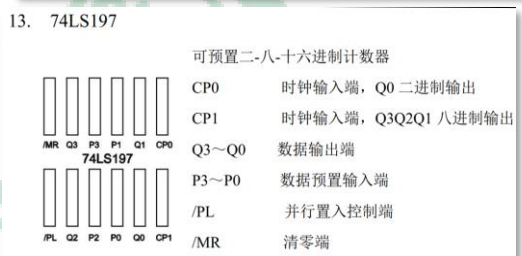 13. 74LS197
可预置二-八-十六进制计数器
CP0 时钟输入端，Q0 二进制输出
CP1 时钟输入端，Q3Q2Q1 八进制输出
/MR Q3 P3 P1 Q1 CP0
74LS197
Q3～Q0 数据输出端
P3～P0 数据预置输入端
/PL 并行置入控制端
/PL Q2 P2 P0 Q0 CP1
/MR 清零端